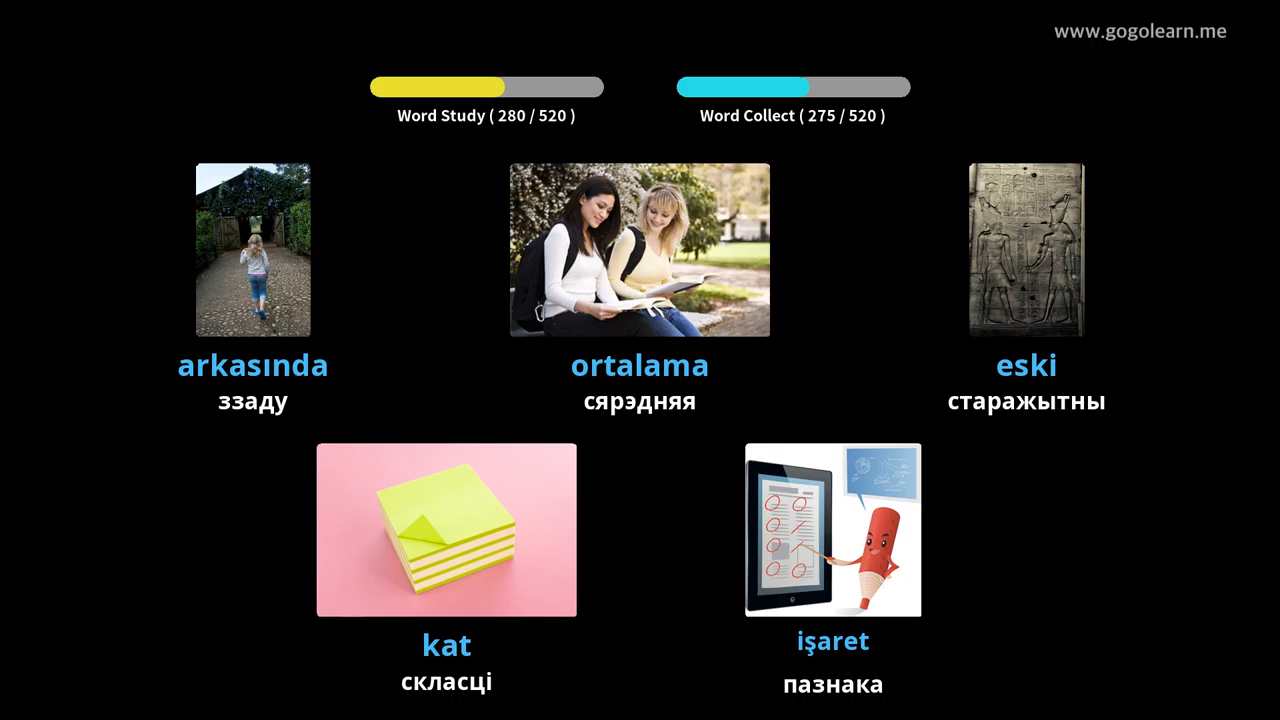 www.gogolearn.me
Word Study ( 280 / 520 )
Word Collect ( 275 / 520 )
arkasında
ззаду
ortalama
сярэдняя
eski
старажытны
kat
скласці
işaret
пазнака